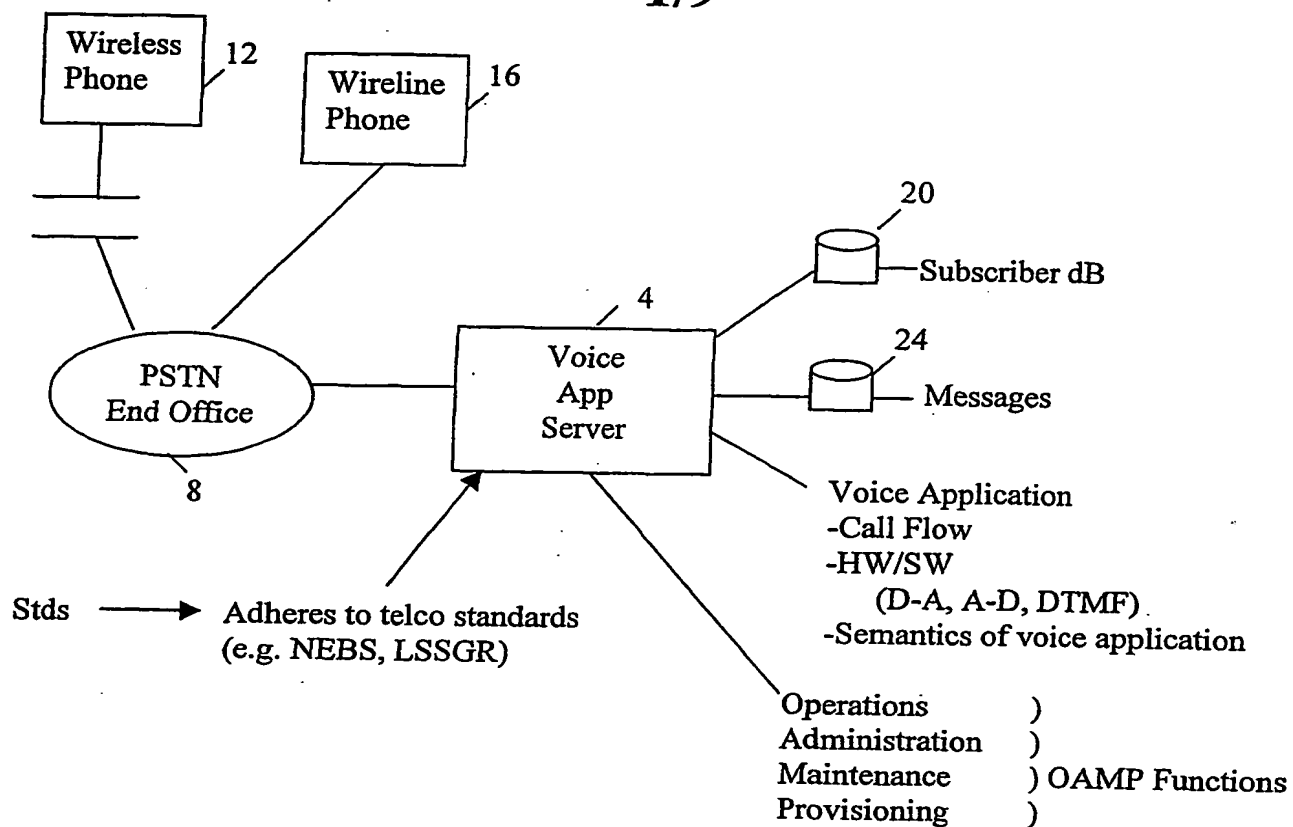 1/9
Wireless
Phone
12
Wireline
Phone
16
20
Subscriber dB
4
Voice
App
Server
24
Messages
PSTN
End Office
8
Voice Application
-Call Flow
-HW/SW
(D-A, A-D, DTMF)
-Semantics of voice application
Stds
Adheres to telco standards
(e.g. NEBS, LSSGR)
Operations )
Administration )
Maintenance ) OAMP Functions
Provisioning )